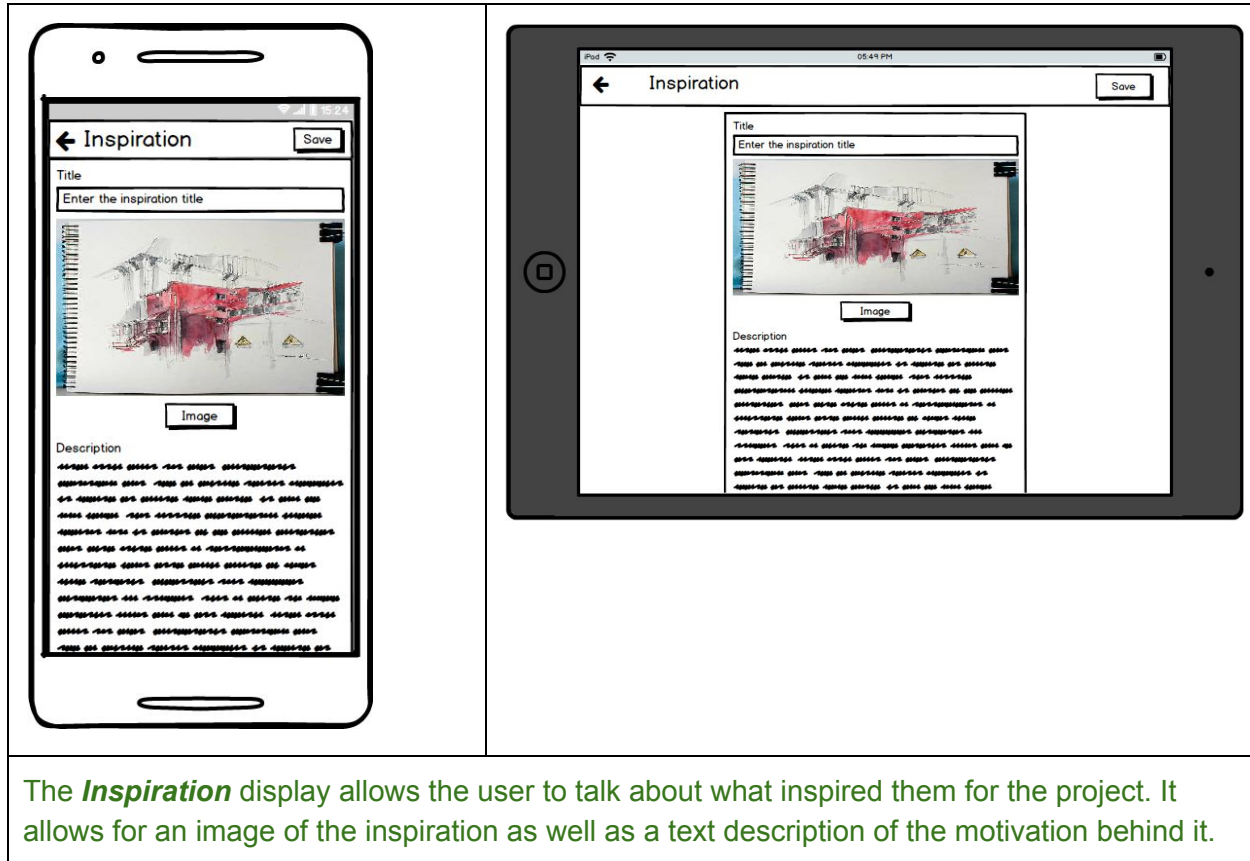 15:24
Inspiration
Save
Title
Enter the inspiration title
Image
Description
iPad
05:49 PM
Inspiration
Save
Title
Enter the inspiration title
Image
Description
The Inspiration display allows the user to talk about what inspired them for the project. It
allows for an image of the inspiration as well as a text description of the motivation behind it.